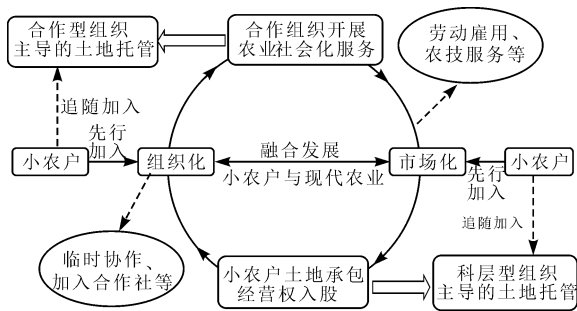 合作型组织
主导的土地托管
合作组织开展
农业社会化服务
劳动雇用、
农技服务等
追随加入
先行
加入
小农户
组织化
融合发展
小农户与现代农业
市场化
小农户
先行
加入
追随加入
临时协作、
加入合作社等
小农户土地承包
经营权入股
科层型组织
主导的土地托管